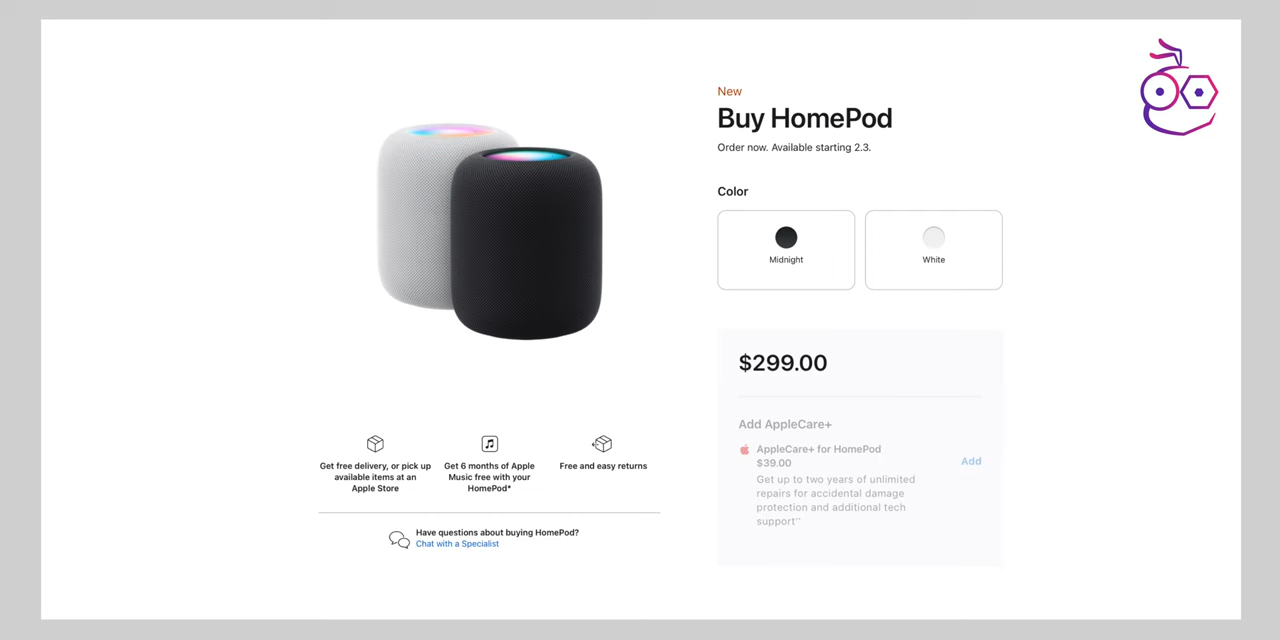 New
Buy HomePod
Order now. Available starting 2.3.
Color
Midnight
White
$299.00
Add AppleCare+
AppleCare+ for HomePod
$39.00
Add
Get up to two years of unlimited
repairs for accidental damage
protection and additional tech
support**
Get free delivery, or pick up
available items at an
Apple Store
Get 6 months of Apple
Music free with your
HomePod*
Free and easy returns
Have questions about buying HomePod?
Chat with a Specialist